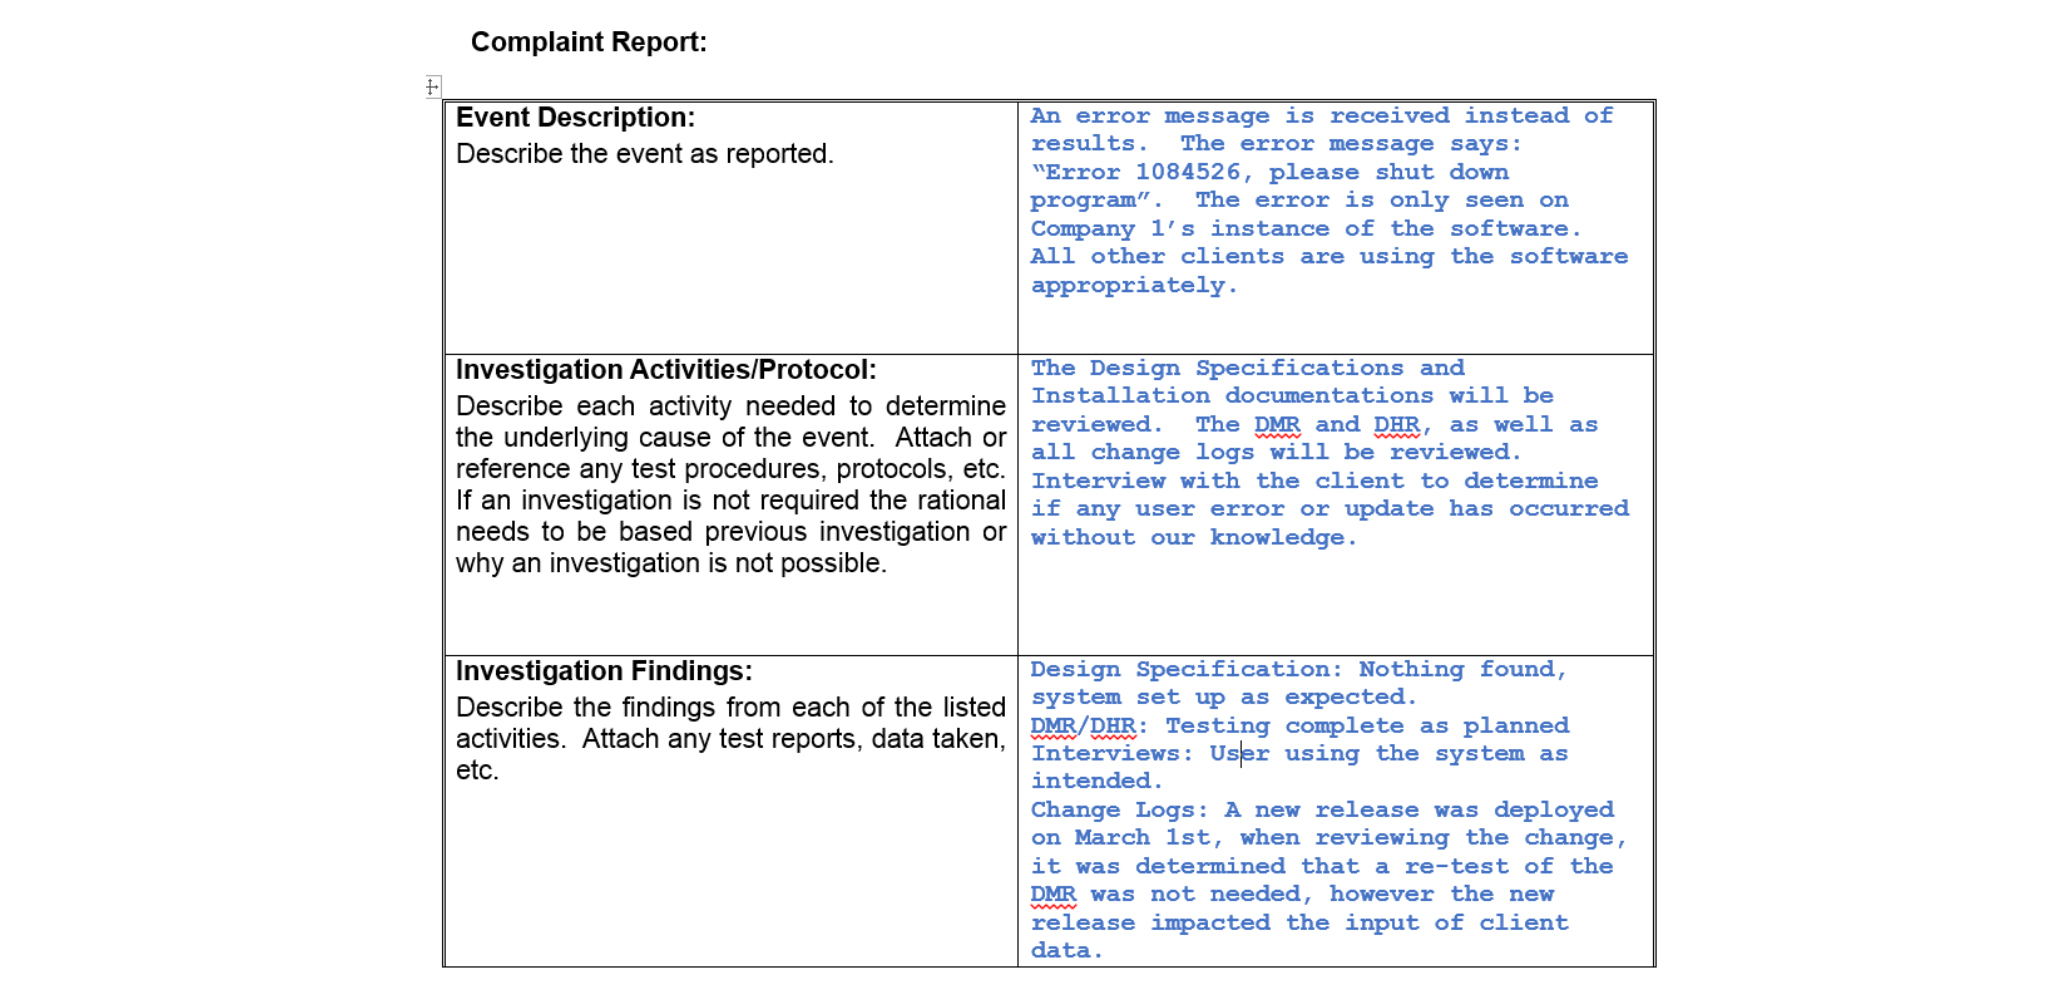 Complaint Report:
Event Description:
Describe the event as reported.
An error message is received instead of
results.  The error message says:
“Error 1084526, please shut down
program”.  The error is only seen on
Company 1’s instance of the software.
All other clients are using the software
appropriately.
Investigation Activities/Protocol:
Describe each activity needed to determine
the underlying cause of the event.  Attach or
reference any test procedures, protocols, etc.
If an investigation is not required the rational
needs to be based previous investigation or
why an investigation is not possible.
The Design Specifications and
Installation documentations will be
reviewed.  The DMR and DHR, as well as
all change logs will be reviewed.
Interview with the client to determine
if any user error or update has occurred
without our knowledge.
Investigation Findings:
Describe the findings from each of the listed
activities.  Attach any test reports, data taken,
etc.
Design Specification: Nothing found,
system set up as expected.
DMR/DHR: Testing complete as planned
Interviews: User using the system as
intended.
Change Logs: A new release was deployed
on March 1st, when reviewing the change,
it was determined that a re-test of the
DMR was not needed, however the new
release impacted the input of client
data.